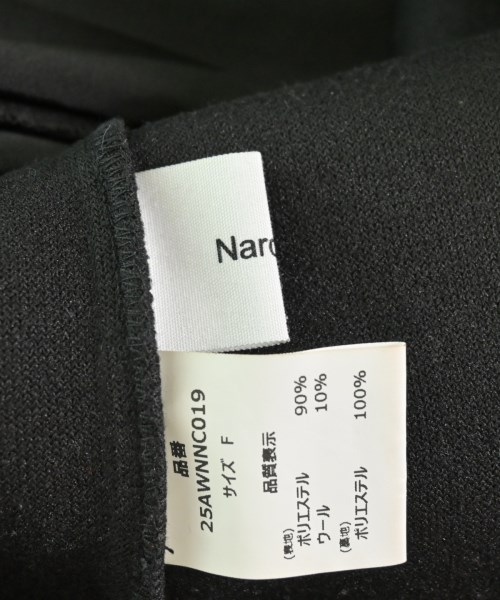 Narc
品番
25AWNNC019
サイズ F
品質表示
(表地)
ポリエステル 90%
ウール 10%
(裏地)
ポリエステル 100%